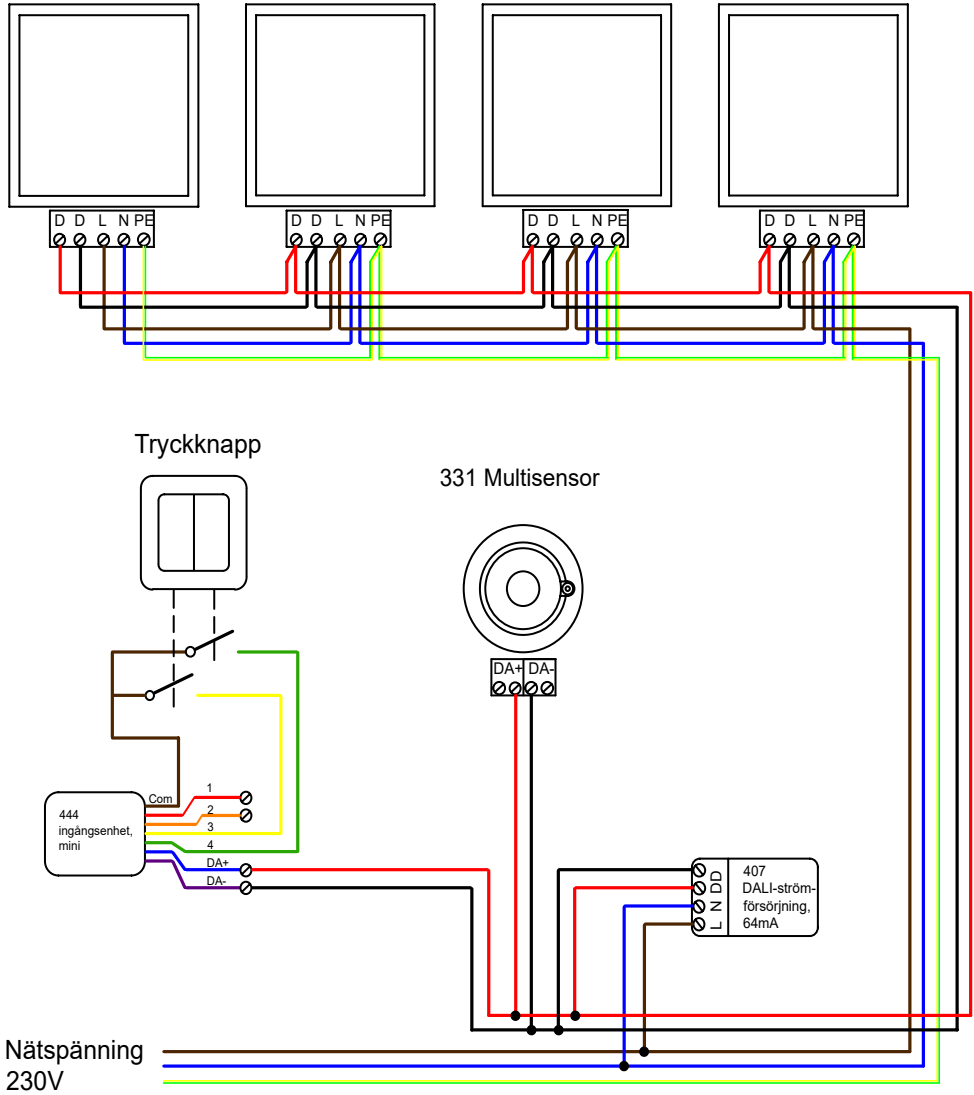 D D L N PE
D D L N PE
D D L N PE
D D L N PE
Tryckknapp
331 Multisensor
DA+ DA-
Com
1
2
3
4
DA+
DA-
444
ingångsenhet,
mini
L N DD
407
DALI-ström-
försörjning,
64mA
Nätspänning
230V